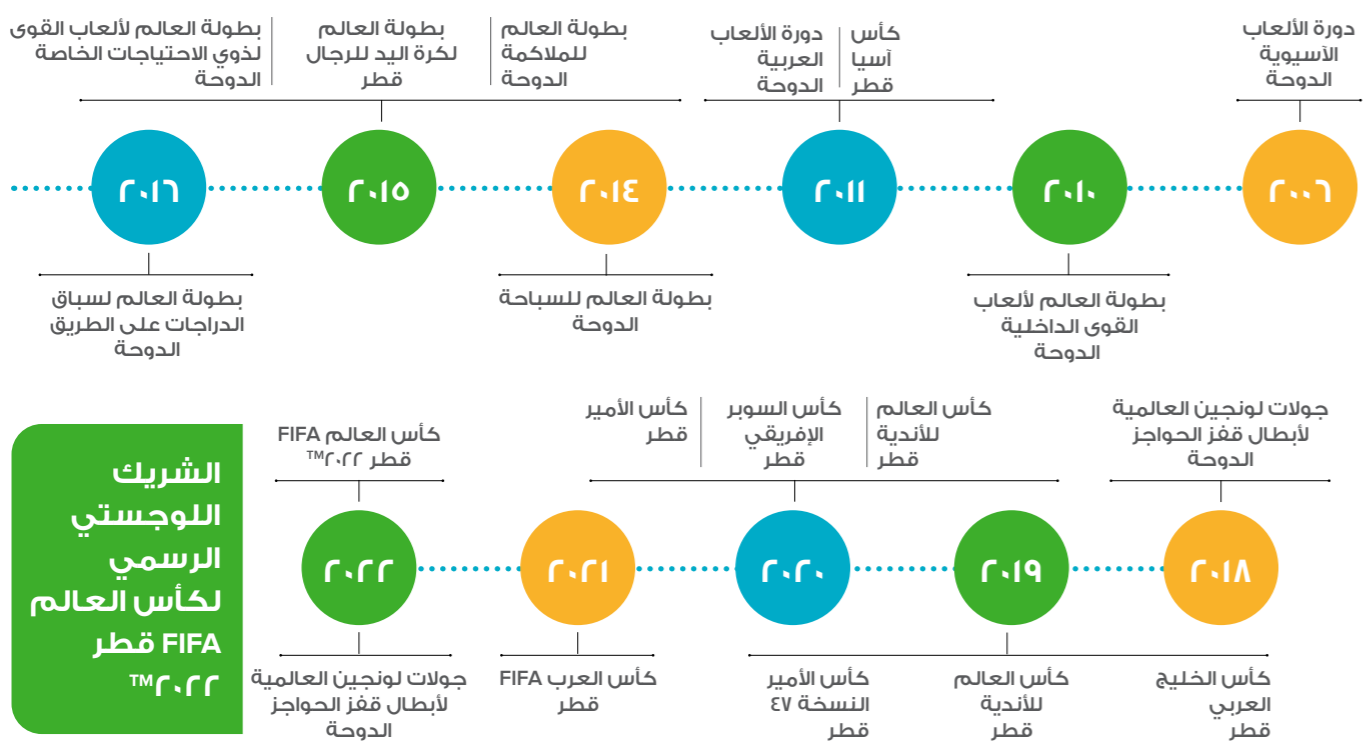 دورة الألعاب
الآسيوية
الدوحة
كأس
آسيا
قطر
دورة الألعاب
العربية
الدوحة
بطولة العالم
للملاكمة
الدوحة
بطولة العالم
لكرة اليد للرجال
قطر
بطولة العالم لألعاب القوى
لذوي الاحتياجات الخاصة
الدوحة
٢٠٠٦
٢٠١٠
٢٠١١
٢٠١٤
٢٠١٥
٢٠١٦
بطولة العالم لألعاب
القوى الداخلية
الدوحة
بطولة العالم للسباحة
الدوحة
بطولة العالم لسباق
الدراجات على الطريق
الدوحة
جولات لونجين العالمية
لأبطال قفز الحواجز
الدوحة
كأس العالم
للأندية
قطر
كأس السوبر
الإفريقي
قطر
كأس الأمير
قطر
كأس العالم FIFA
قطر ٢٠٢٢™
٢٠١٨
٢٠١٩
٢٠٢٠
٢٠٢١
٢٠٢٢
كأس الخليج
العربي
قطر
كأس العالم
للأندية
قطر
كأس الأمير
النسخة ٤٧
قطر
كأس العرب FIFA
قطر
جولات لونجين العالمية
لأبطال قفز الحواجز
الدوحة
الشريك
اللوجستي
الرسمي
لكأس العالم
FIFA قطر
٢٠٢٢™